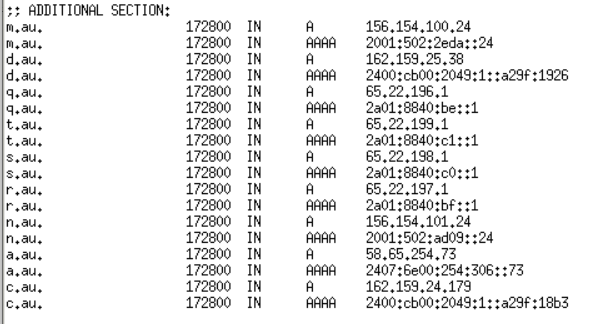 ;; ADDITIONAL SECTION:
m.au. 172800 IN A 156.154.100.24
m.au. 172800 IN AAAA 2001:502:2eda::24
d.au. 172800 IN A 162.159.25.38
d.au. 172800 IN AAAA 2400:cb00:2049:1::a29f:1926
q.au. 172800 IN A 65.22.196.1
q.au. 172800 IN AAAA 2a01:8840:be::1
t.au. 172800 IN A 65.22.199.1
t.au. 172800 IN AAAA 2a01:8840:c1::1
s.au. 172800 IN A 65.22.198.1
s.au. 172800 IN AAAA 2a01:8840:c0::1
r.au. 172800 IN A 65.22.197.1
r.au. 172800 IN AAAA 2a01:8840:bf::1
n.au. 172800 IN A 156.154.101.24
n.au. 172800 IN AAAA 2001:502:ad09::24
a.au. 172800 IN A 58.65.254.73
a.au. 172800 IN AAAA 2407:6e00:254:306::73
c.au. 172800 IN A 162.159.24.179
c.au. 172800 IN AAAA 2400:cb00:2049:1::a29f:18b3